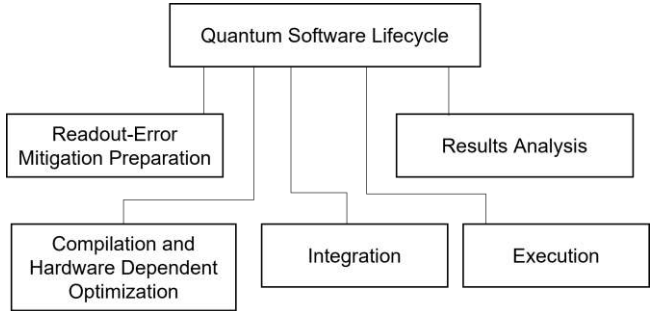 Quantum Software Lifecycle
Readout-Error
Mitigation Preparation
Results Analysis
Compilation and
Hardware Dependent
Optimization
Integration
Execution